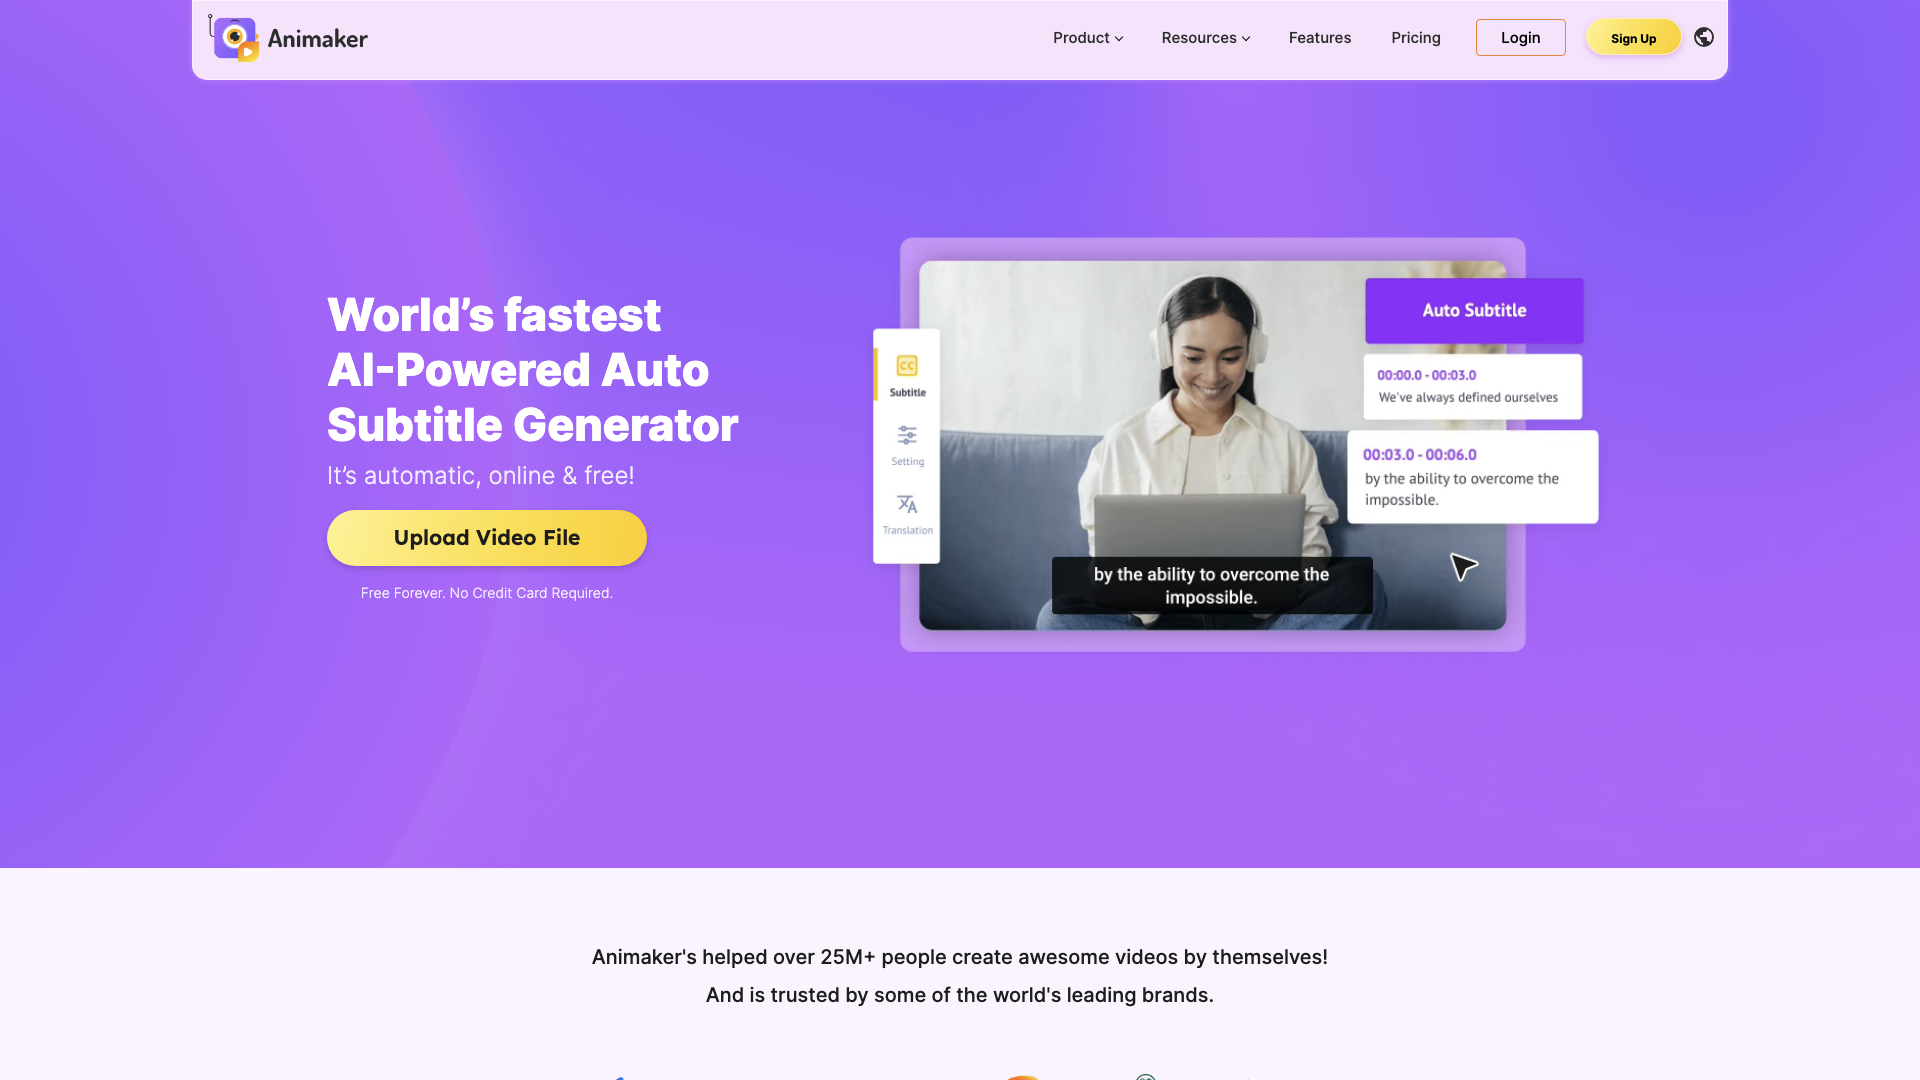 Animaker
Product
Resources
Features
Pricing
Login
Sign Up
World’s fastest
AI-Powered Auto
Subtitle Generator
It’s automatic, online & free!
Upload Video File
Free Forever. No Credit Card Required.
CC
Subtitle
Setting
Translation
Auto Subtitle
00:00.0 - 00:03.0
We've always defined ourselves
00:03.0 - 00:06.0
by the ability to overcome the
impossible.
by the ability to overcome the
impossible.
Animaker's helped over 25M+ people create awesome videos by themselves!
And is trusted by some of the world's leading brands.